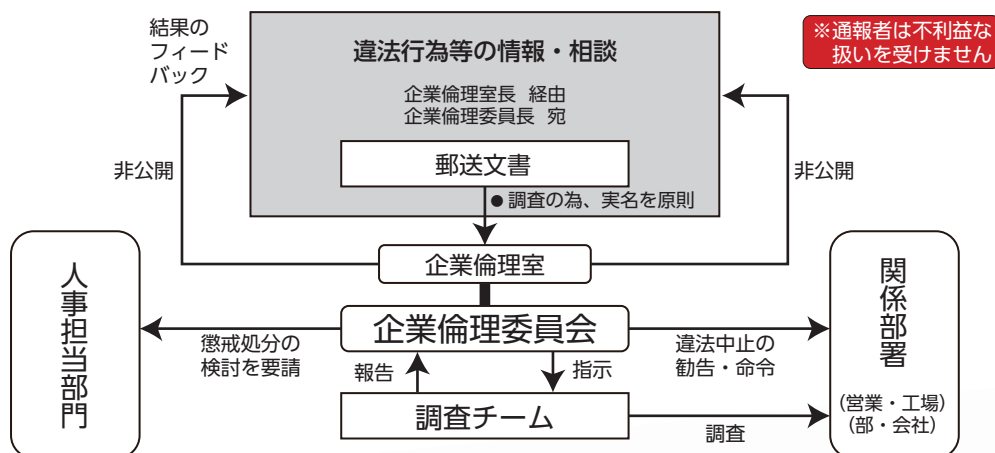 結果の
フィード
バック
違法行為等の情報・相談
企業倫理室長 経由
企業倫理委員長 宛
郵送文書
●調査の為、実名を原則
※通報者は不利益な
扱いを受けません
非公開
非公開
企業倫理室
企業倫理委員会
人事担当部門
懲戒処分の
検討を要請
報告
指示
違法中止の
勧告・命令
関係部署
(営業・工場)
(部・会社)
調査チーム
調査